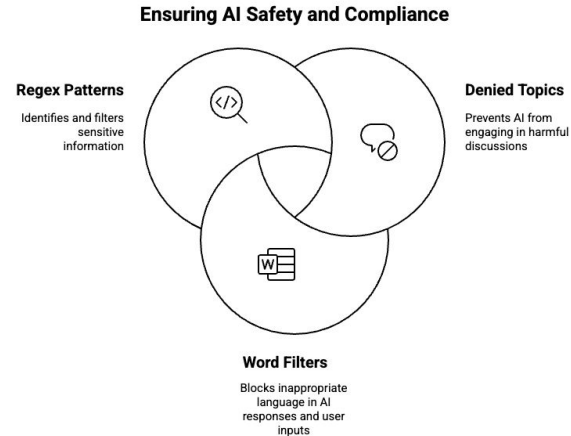 Ensuring AI Safety and Compliance
Regex Patterns
Identifies and filters
sensitive
information
Denied Topics
Prevents AI from
engaging in harmful
discussions
W
Word Filters
Blocks inappropriate
language in AI
responses and user
inputs